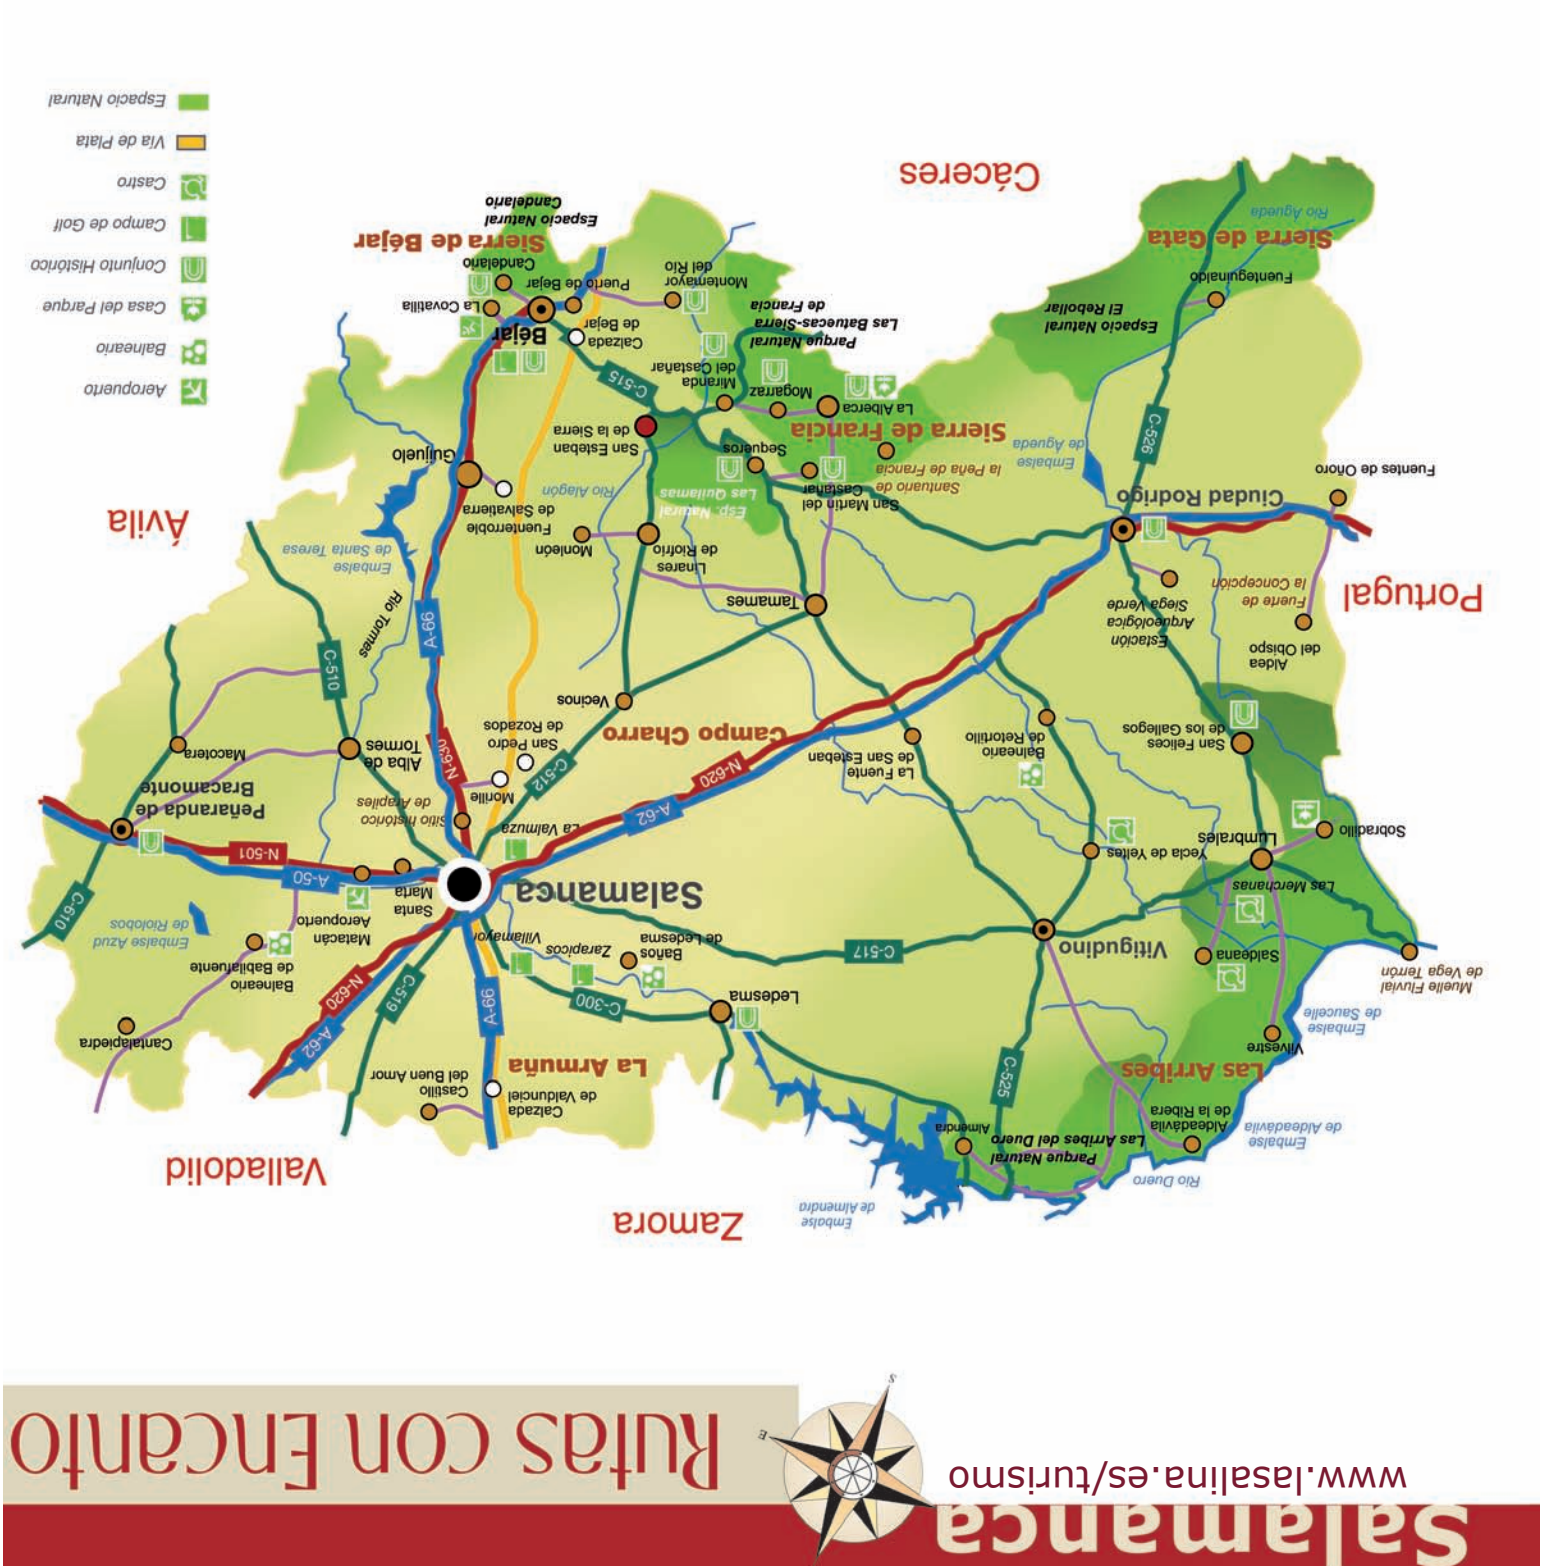 Salamanca
www.lasalina.es/turismo
Rutas con Encanto
S
E
Zamora
Valladolid
Embalse
de Almendra
Río Duero
Embalse
de Aldeadávila
Aldeadávila
de la Ribera
Parque Natural
Las Arribes del Duero
Almendra
Las Arribes
C-525
Vilvestre
Embalse
de Saucelle
Muelle Fluvial
de Vega Terrón
Saldeana
Las Merchanas
Lumbrales
Sobradillo
Yecla de Yeltes
Vitigudino
C-517
Ledesma
C-300
Baños
de Ledesma
Zarapicos
Villamayor
Calzada
de Valdunciel
Castillo
del Buen Amor
La Armuña
A-66
A-62
N-620
C-519
Cantalapiedra
Balneario
de Babilafuente
Embalse Azud
de Riolobos
Matacán
Aeropuerto
Santa
Marta
C-610
A-50
N-501
Salamanca
La Valmuza
Sitio histórico
de Arapiles
Peñaranda de
Bracamonte
Macotera
Alba de
Tormes
C-510
N-630
Morille
San Pedro
de Rozados
C-512
A-62
N-620
Campo Charro
Vecinos
La Fuente
de San Esteban
Balneario
de Retortillo
San Felices
de los Gallegos
Aldea
del Obispo
Fuerte de
la Concepción
Estación
Arqueológica
Siega Verde
Portugal
Fuentes de Oñoro
Ciudad Rodrigo
Embalse
de Agueda
C-526
Tamames
Linares
de Riofrío
Monleón
Río Alagón
Río Tormes
A-66
Embalse
de Santa Teresa
Ávila
Fuenterroble
de Salvatierra
Guijuelo
Esp. Natural
Las Quilamas
San Martín del
Castañar
Santuario de
la Peña de Francia
Sierra de Francia
Sequeros
San Esteban
de la Sierra
La Alberca
Mogarraz
Miranda
del Castañar
C-515
Parque Natural
Las Batuecas-Sierra
de Francia
Calzada
de Bejar
Béjar
La Covatilla
Puerto de Bejar
Candelario
Montemayor
del Río
Sierra de Béjar
Espacio Natural
Candelario
Espacio Natural
El Rebollar
Fuenteguinaldo
Sierra de Gata
Río Agueda
Cáceres
Aeropuerto
Balneario
Casa del Parque
Conjunto Histórico
Campo de Golf
Castro
Vía de Plata
Espacio Natural